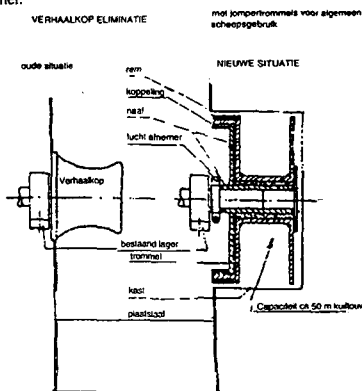 VERHAALKOP ELIMINATIE
met jompertrommels voor algemeen
scheepsgebruik
oude situatie
NIEUWE SITUATIE
rem
koppeling
naaf
lucht afnemer
Verhaalkop
bestaand lager
trommel
kast
Capaciteit ca 50 m kuiltouw
plaatstaal